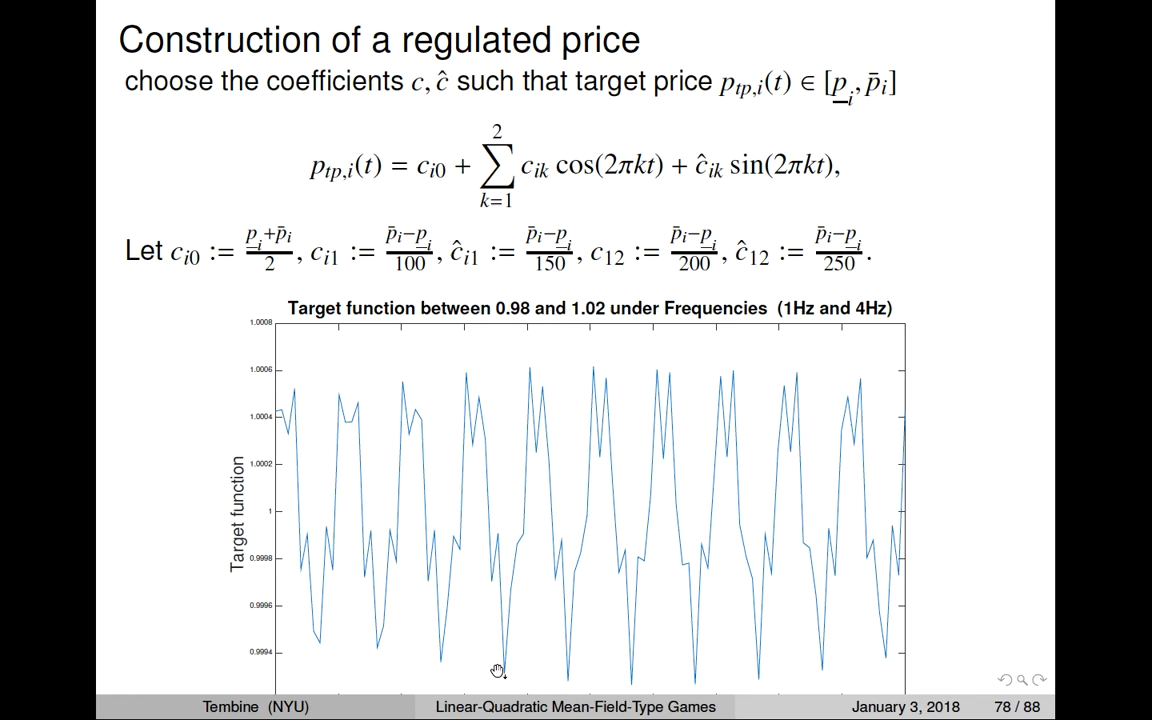 Construction of a regulated price
choose the coefficients c, ĉ such that target price p_{tp,i}(t) ∈ [p̲_i, p̄_i]
p_{tp,i}(t) = c_{i0} + ∑_{k=1}^{2} c_{ik} cos(2πkt) + ĉ_{ik} sin(2πkt),
Let c_{i0} := (p̲_i+p̄_i)/2, c_{i1} := (p̄_i−p̲_i)/100, ĉ_{i1} := (p̄_i−p̲_i)/150, c_{12} := (p̄_i−p̲_i)/200, ĉ_{12} := (p̄_i−p̲_i)/250.
Target function between 0.98 and 1.02 under Frequencies (1Hz and 4Hz)
1.0008
1.0006
1.0004
1.0002
1
0.9998
0.9996
0.9994
Target function
Tembine (NYU) Linear-Quadratic Mean-Field-Type Games January 3, 2018 78 / 88